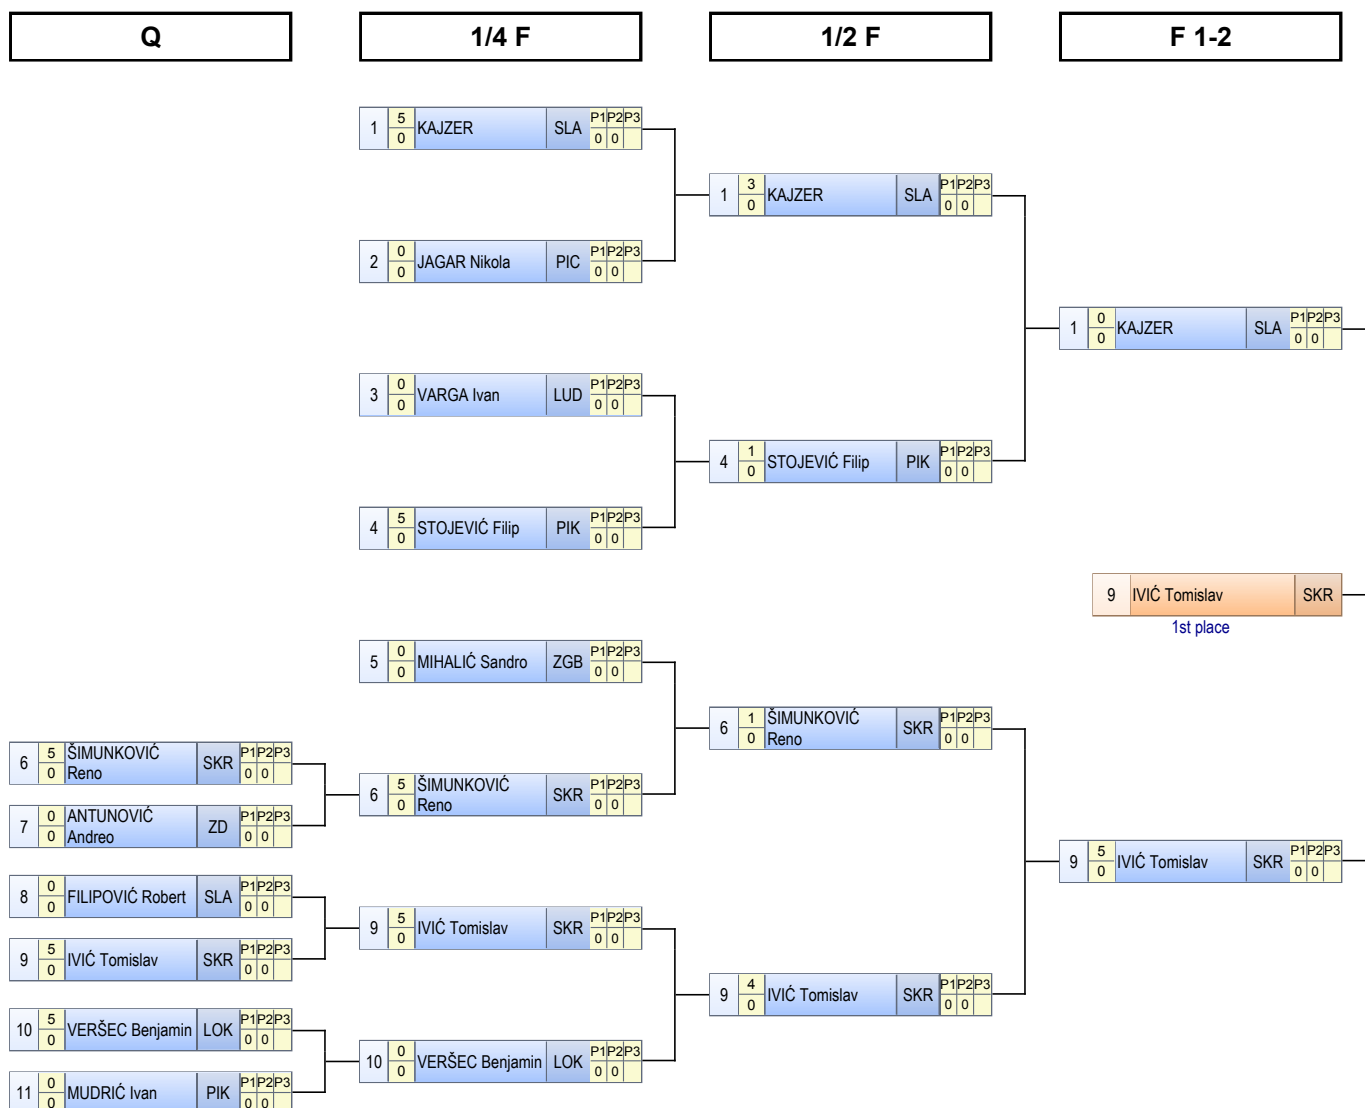 Q 1/4 F 1/2 F F 1-2
1 5 0 KAJZER SLA P1 P2 P3 0 0
1 3 0 KAJZER SLA P1 P2 P3 0 0
2 0 0 JAGAR Nikola PIC P1 P2 P3 0 0
1 0 0 KAJZER SLA P1 P2 P3 0 0
3 0 0 VARGA Ivan LUD P1 P2 P3 0 0
4 1 0 STOJEVIĆ Filip PIK P1 P2 P3 0 0
4 5 0 STOJEVIĆ Filip PIK P1 P2 P3 0 0
9 IVIĆ Tomislav SKR
1st place
5 0 0 MIHALIĆ Sandro ZGB P1 P2 P3 0 0
6 1 0 ŠIMUNKOVIĆ Reno SKR P1 P2 P3 0 0
6 5 0 ŠIMUNKOVIĆ Reno SKR P1 P2 P3 0 0
6 5 0 ŠIMUNKOVIĆ Reno SKR P1 P2 P3 0 0
7 0 0 ANTUNOVIĆ Andreo ZD P1 P2 P3 0 0
9 5 0 IVIĆ Tomislav SKR P1 P2 P3 0 0
8 0 0 FILIPOVIĆ Robert SLA P1 P2 P3 0 0
9 5 0 IVIĆ Tomislav SKR P1 P2 P3 0 0
9 5 0 IVIĆ Tomislav SKR P1 P2 P3 0 0
9 4 0 IVIĆ Tomislav SKR P1 P2 P3 0 0
10 5 0 VERŠEC Benjamin LOK P1 P2 P3 0 0
10 0 0 VERŠEC Benjamin LOK P1 P2 P3 0 0
11 0 0 MUDRIĆ Ivan PIK P1 P2 P3 0 0